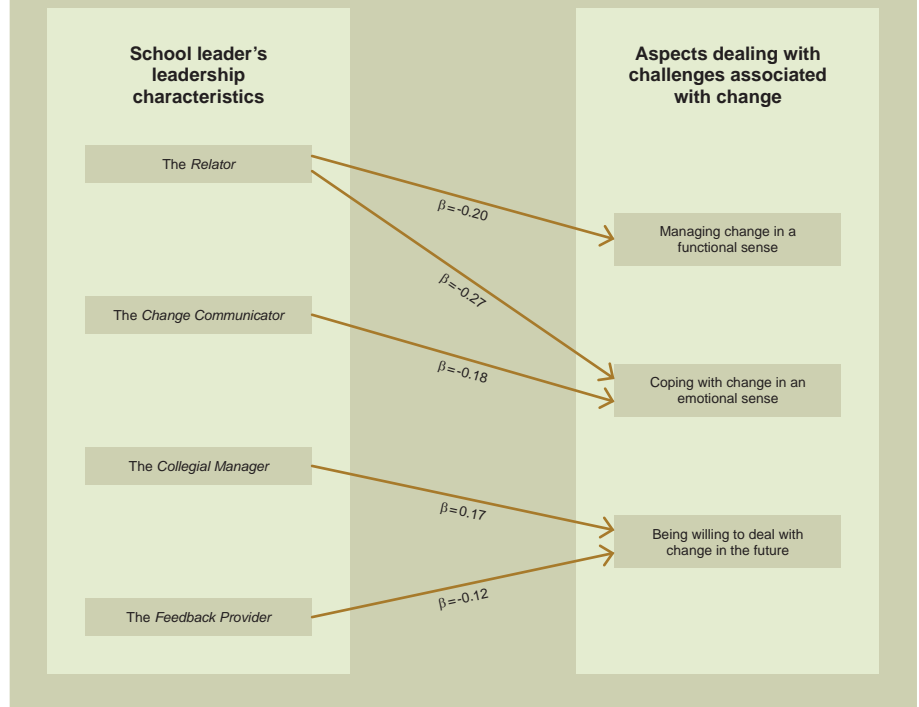 School leader's
leadership
characteristics
Aspects dealing with
challenges associated
with change
The Relator
β=-0.20
Managing change in a
functional sense
β=-0.27
The Change Communicator
β=-0.18
Coping with change in an
emotional sense
The Collegial Manager
β=0.17
Being willing to deal with
change in the future
β=-0.12
The Feedback Provider